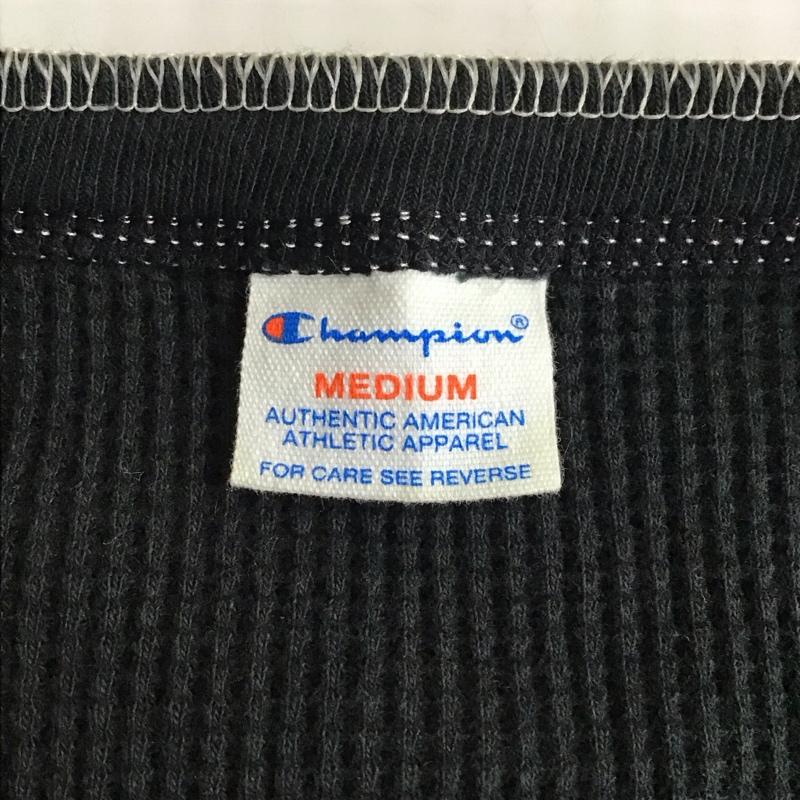 Champion®
MEDIUM
AUTHENTIC AMERICAN
ATHLETIC APPAREL
FOR CARE SEE REVERSE